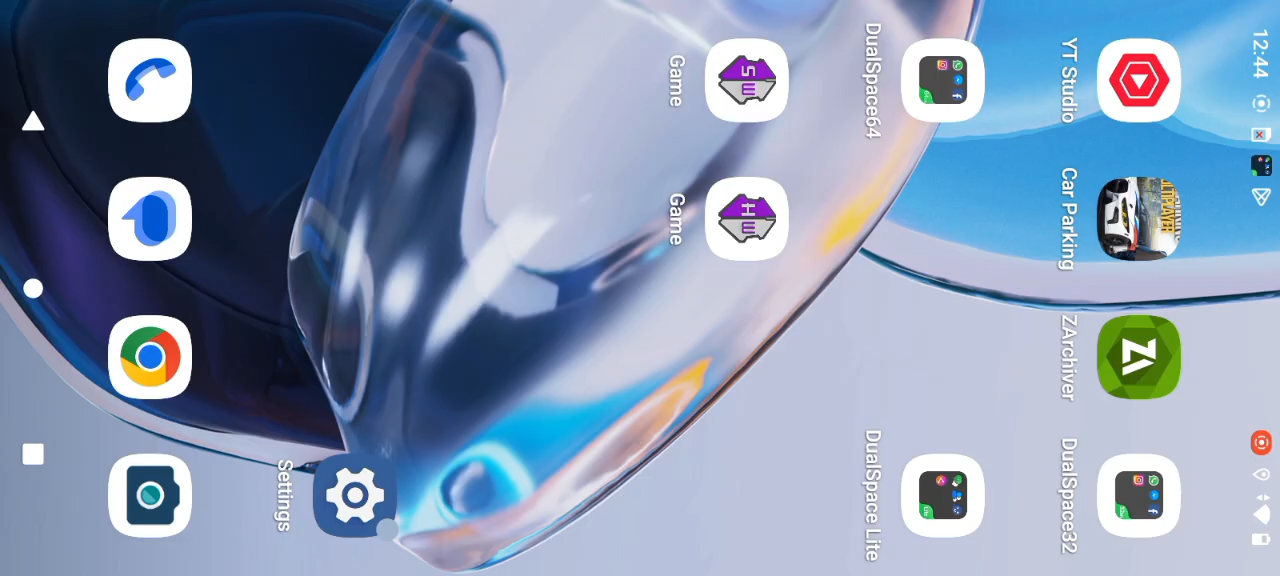 12:44
YT Studio
Car Parking
ZArchiver
DualSpace32
DualSpace64
DualSpace Lite
Game
Game
Settings